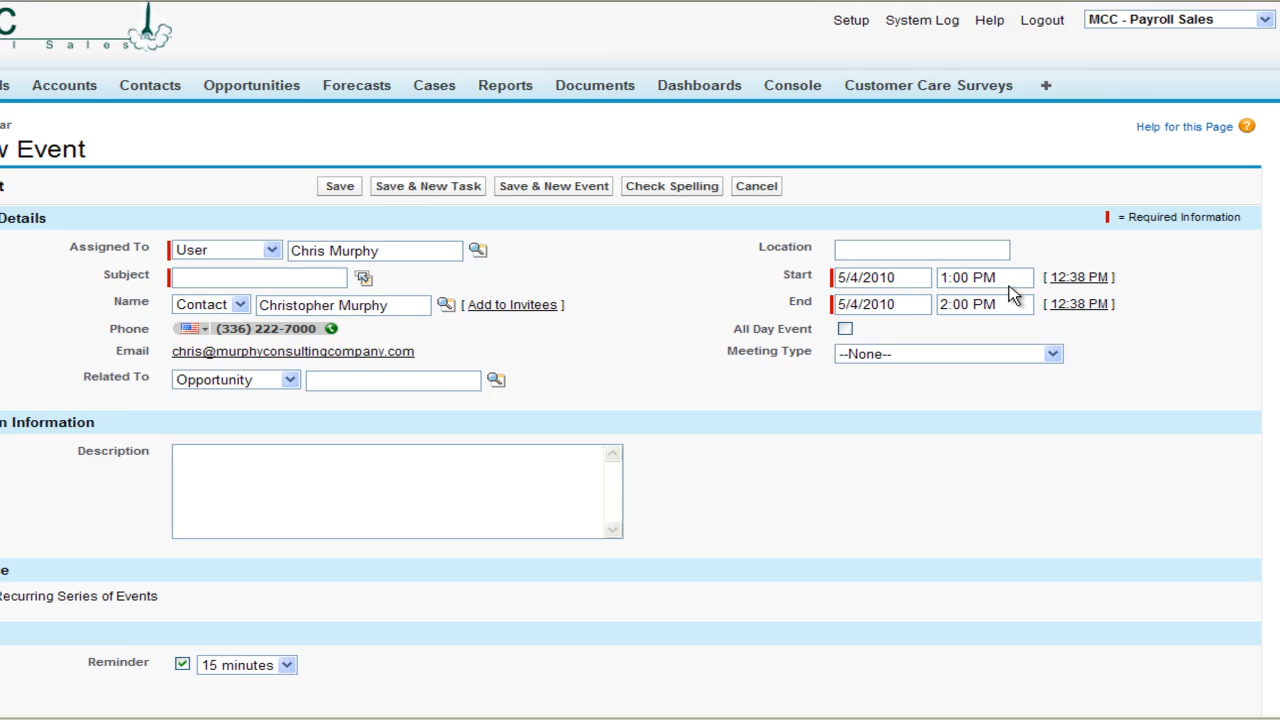 C
l S a l e s
Setup System Log Help Logout MCC - Payroll Sales
Accounts Contacts Opportunities Forecasts Cases Reports Documents Dashboards Console Customer Care Surveys +
ar
Help for this Page ?
w Event
t
Save Save & New Task Save & New Event Check Spelling Cancel
Details
= Required Information
Assigned To User Chris Murphy
Location
Subject
Start 5/4/2010 1:00 PM [ 12:38 PM ]
Name Contact Christopher Murphy [ Add to Invitees ]
End 5/4/2010 2:00 PM [ 12:38 PM ]
Phone (336) 222-7000
All Day Event
Email chris@murphyconsultingcompany.com
Meeting Type --None--
Related To Opportunity
n Information
Description
e
Recurring Series of Events
Reminder 15 minutes